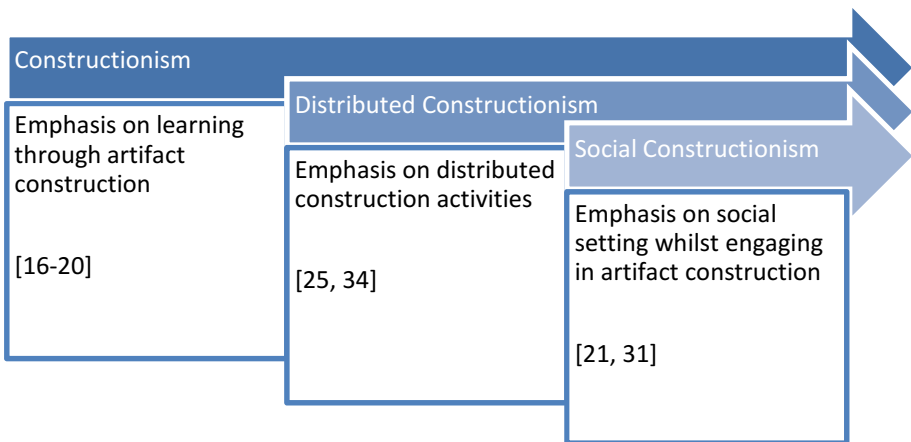 Constructionism
Emphasis on learning
through artifact
construction
[16-20]
Distributed Constructionism
Emphasis on distributed
construction activities
[25, 34]
Social Constructionism
Emphasis on social
setting whilst engaging
in artifact construction
[21, 31]